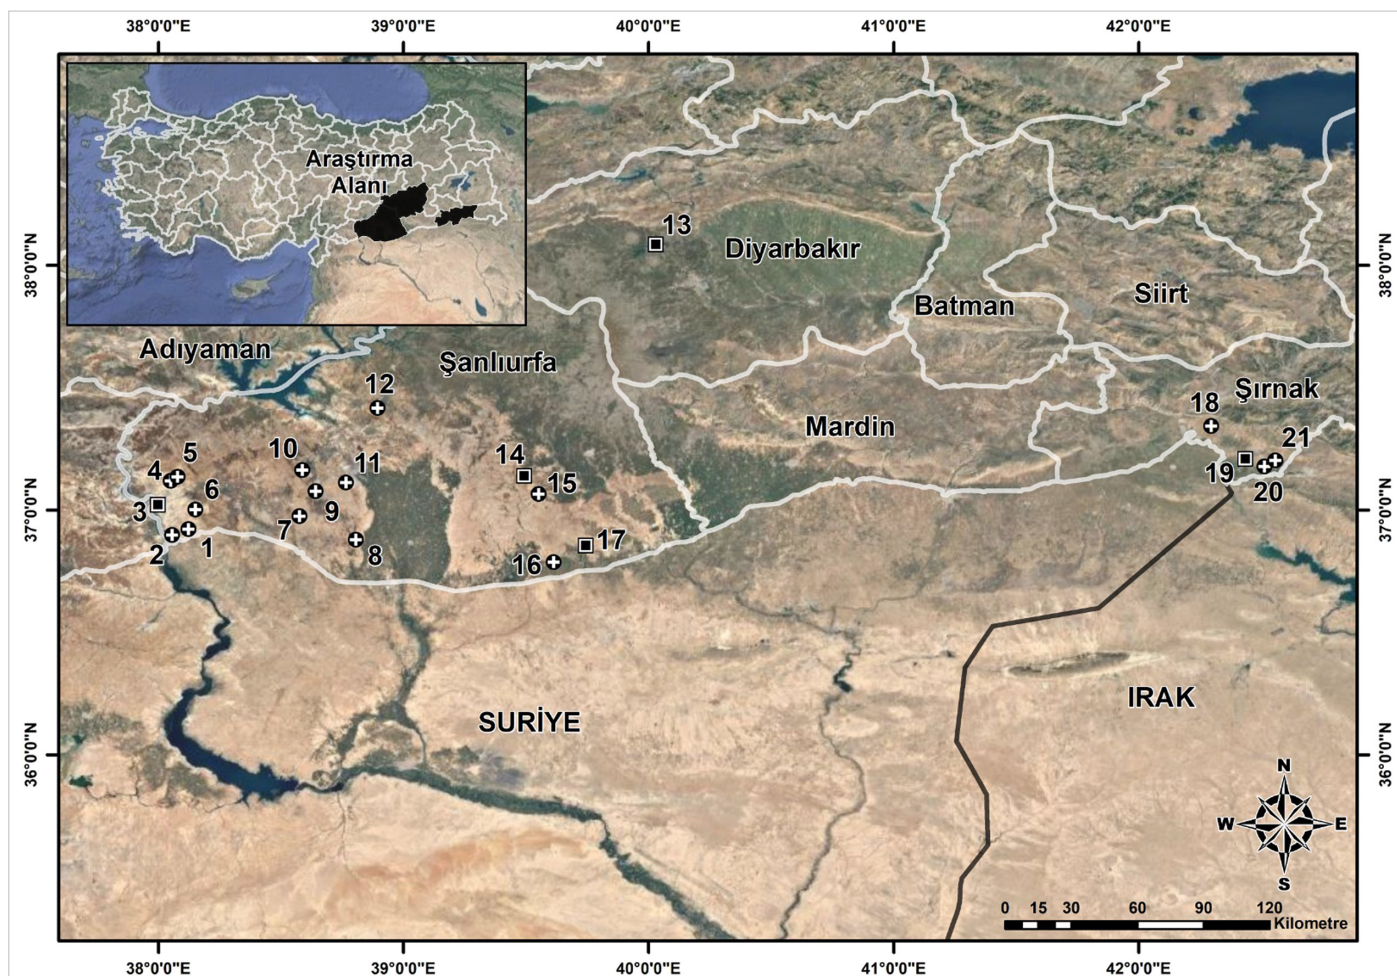 38°0'0"E 39°0'0"E 40°0'0"E 41°0'0"E 42°0'0"E
Araştırma
Alanı
13
Diyarbakır
38°0'0"N
38°0'0"N
Siirt
Batman
Adıyaman
Şanlıurfa
12
Şırnak
18
Mardin
21
10
14
5
4
11
15
19
20
6
3
9
37°0'0"N
37°0'0"N
7
17
2
1
8
16
SURİYE
IRAK
36°0'0"N
36°0'0"N
N
W
E
S
0 15 30 60 90 120
Kilometre
38°0'0"E 39°0'0"E 40°0'0"E 41°0'0"E 42°0'0"E